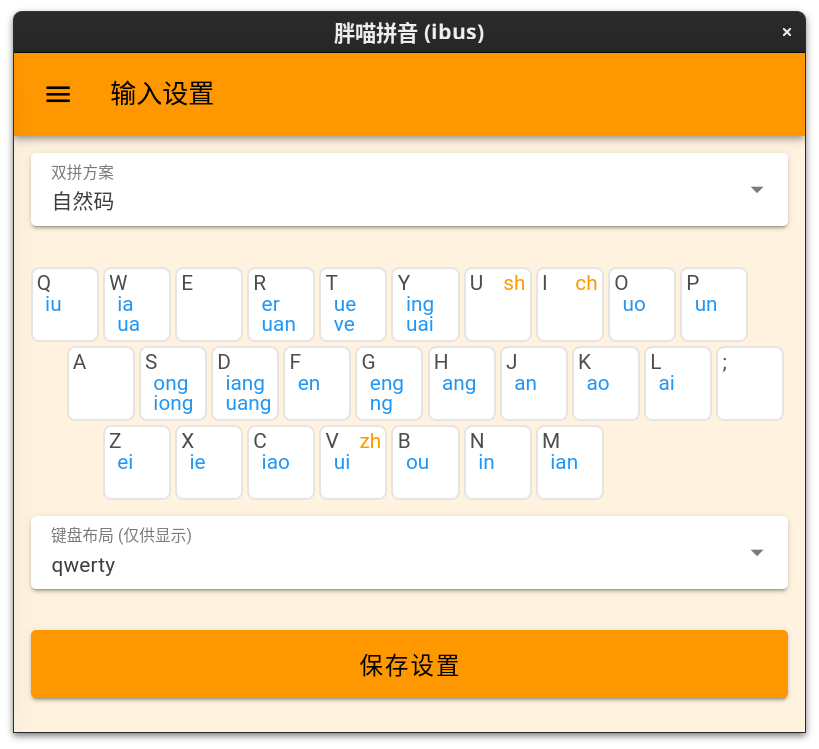 胖喵拼音 (ibus)
×
输入设置
双拼方案
自然码
Q W E R T Y U sh I ch O P
iu ia er ue ing uo un
ua uan ve uai
A S D F G H J K L ;
ong iang en eng ang an ao ai
iong uang ng
Z X C V zh B N M
ei ie iao ui ou in ian
键盘布局 (仅供显示)
qwerty
保存设置